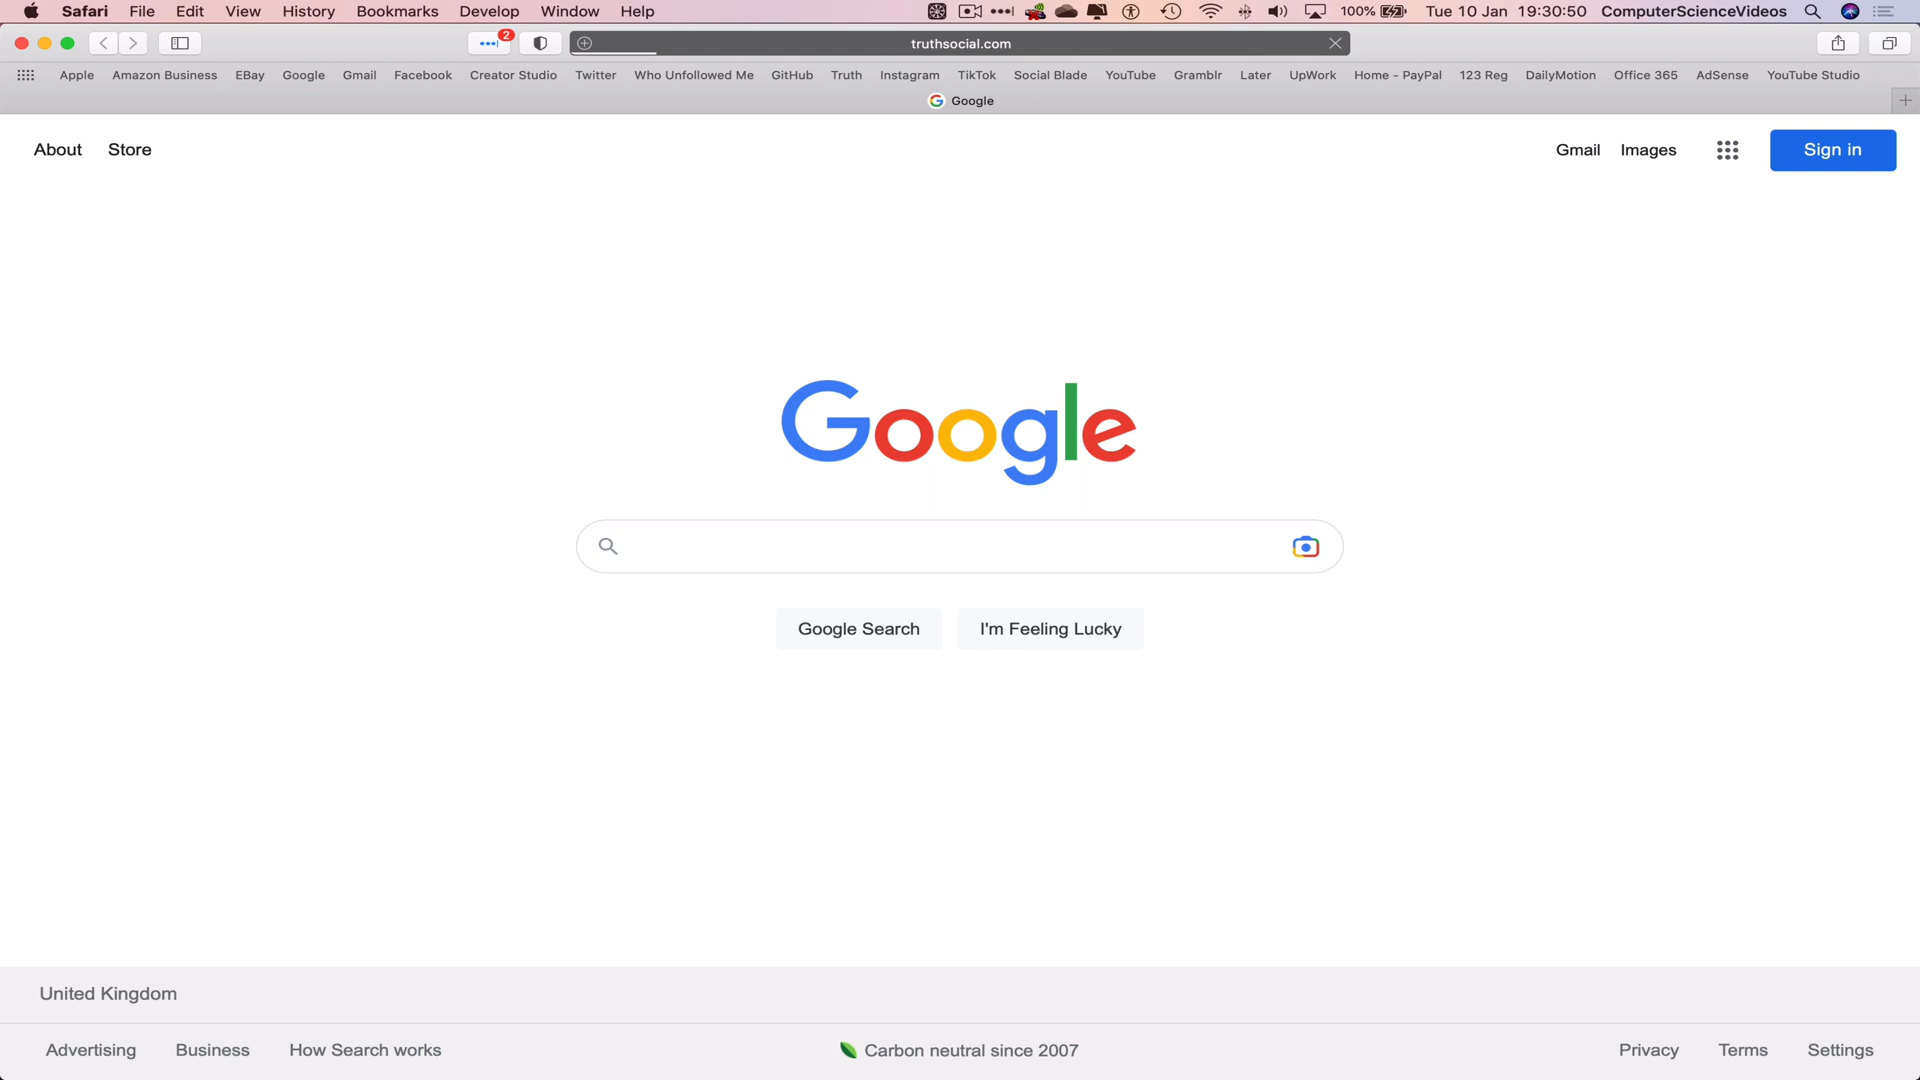 Safari File Edit View History Bookmarks Develop Window Help 100% Tue 10 Jan 19:30:50 ComputerScienceVideos
2 truthsocial.com
Apple Amazon Business EBay Google Gmail Facebook Creator Studio Twitter Who Unfollowed Me GitHub Truth Instagram TikTok Social Blade YouTube Gramblr Later UpWork Home - PayPal 123 Reg DailyMotion Office 365 AdSense YouTube Studio
Google
About Store Gmail Images Sign in
Google
Google Search I'm Feeling Lucky
United Kingdom
Advertising Business How Search works Carbon neutral since 2007 Privacy Terms Settings